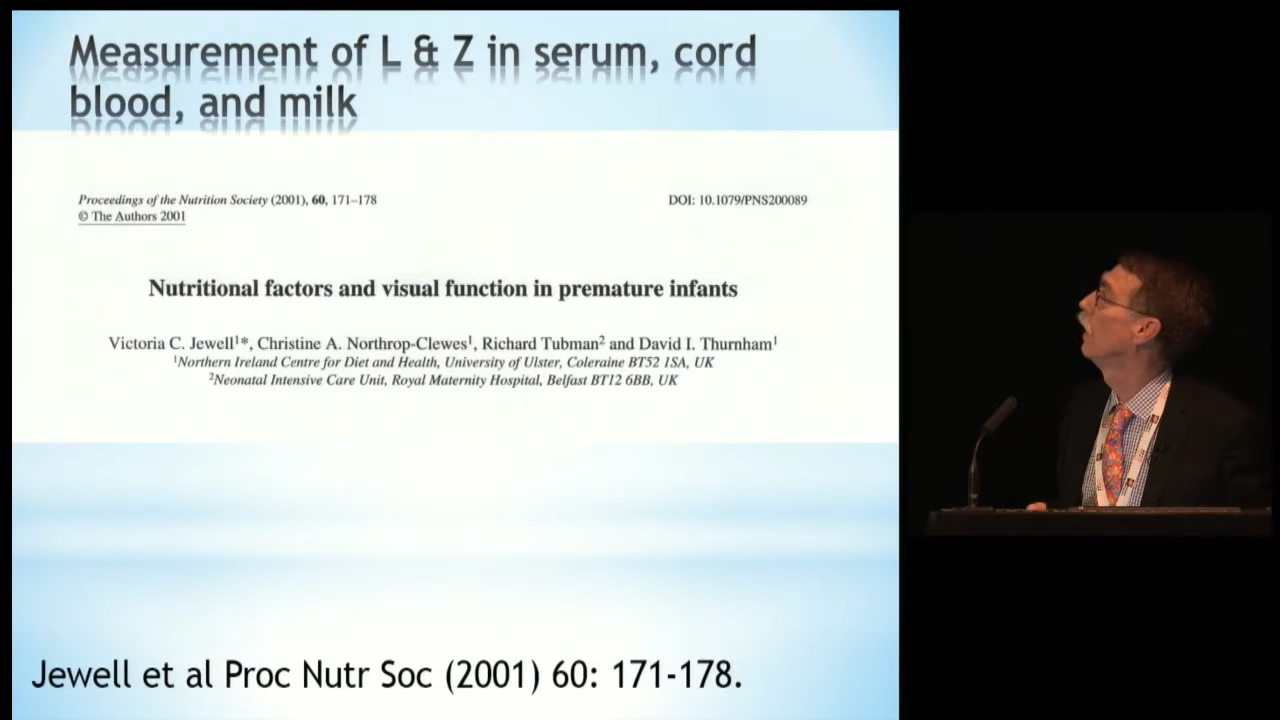 Measurement of L & Z in serum, cord
blood, and milk
Proceedings of the Nutrition Society (2001), 60, 171–178
DOI: 10.1079/PNS200089
© The Authors 2001
Nutritional factors and visual function in premature infants
Victoria C. Jewell¹*, Christine A. Northrop-Clewes¹, Richard Tubman² and David I. Thurnham¹
¹Northern Ireland Centre for Diet and Health, University of Ulster, Coleraine BT52 1SA, UK
²Neonatal Intensive Care Unit, Royal Maternity Hospital, Belfast BT12 6BB, UK
Jewell et al Proc Nutr Soc (2001) 60: 171-178.